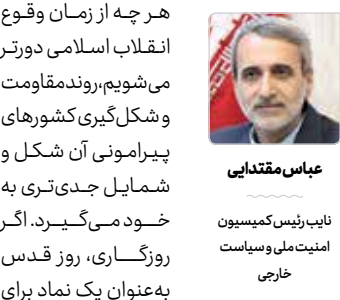 هر چه از زمان وقوع
انقلاب اسلامی دورتر
می‌شویم،روندمقاومت
و شکل‌گیری کشورهای
پیرامونی آن شکل و
شمایل جدی‌تری به
خود می‌گیرد. اگر
روزگاری، روز قدس
به‌عنوان یک نماد برای
عباس مقتدایی
نایب‌رئیس کمیسیون
امنیت ملی و سیاست
خارجی